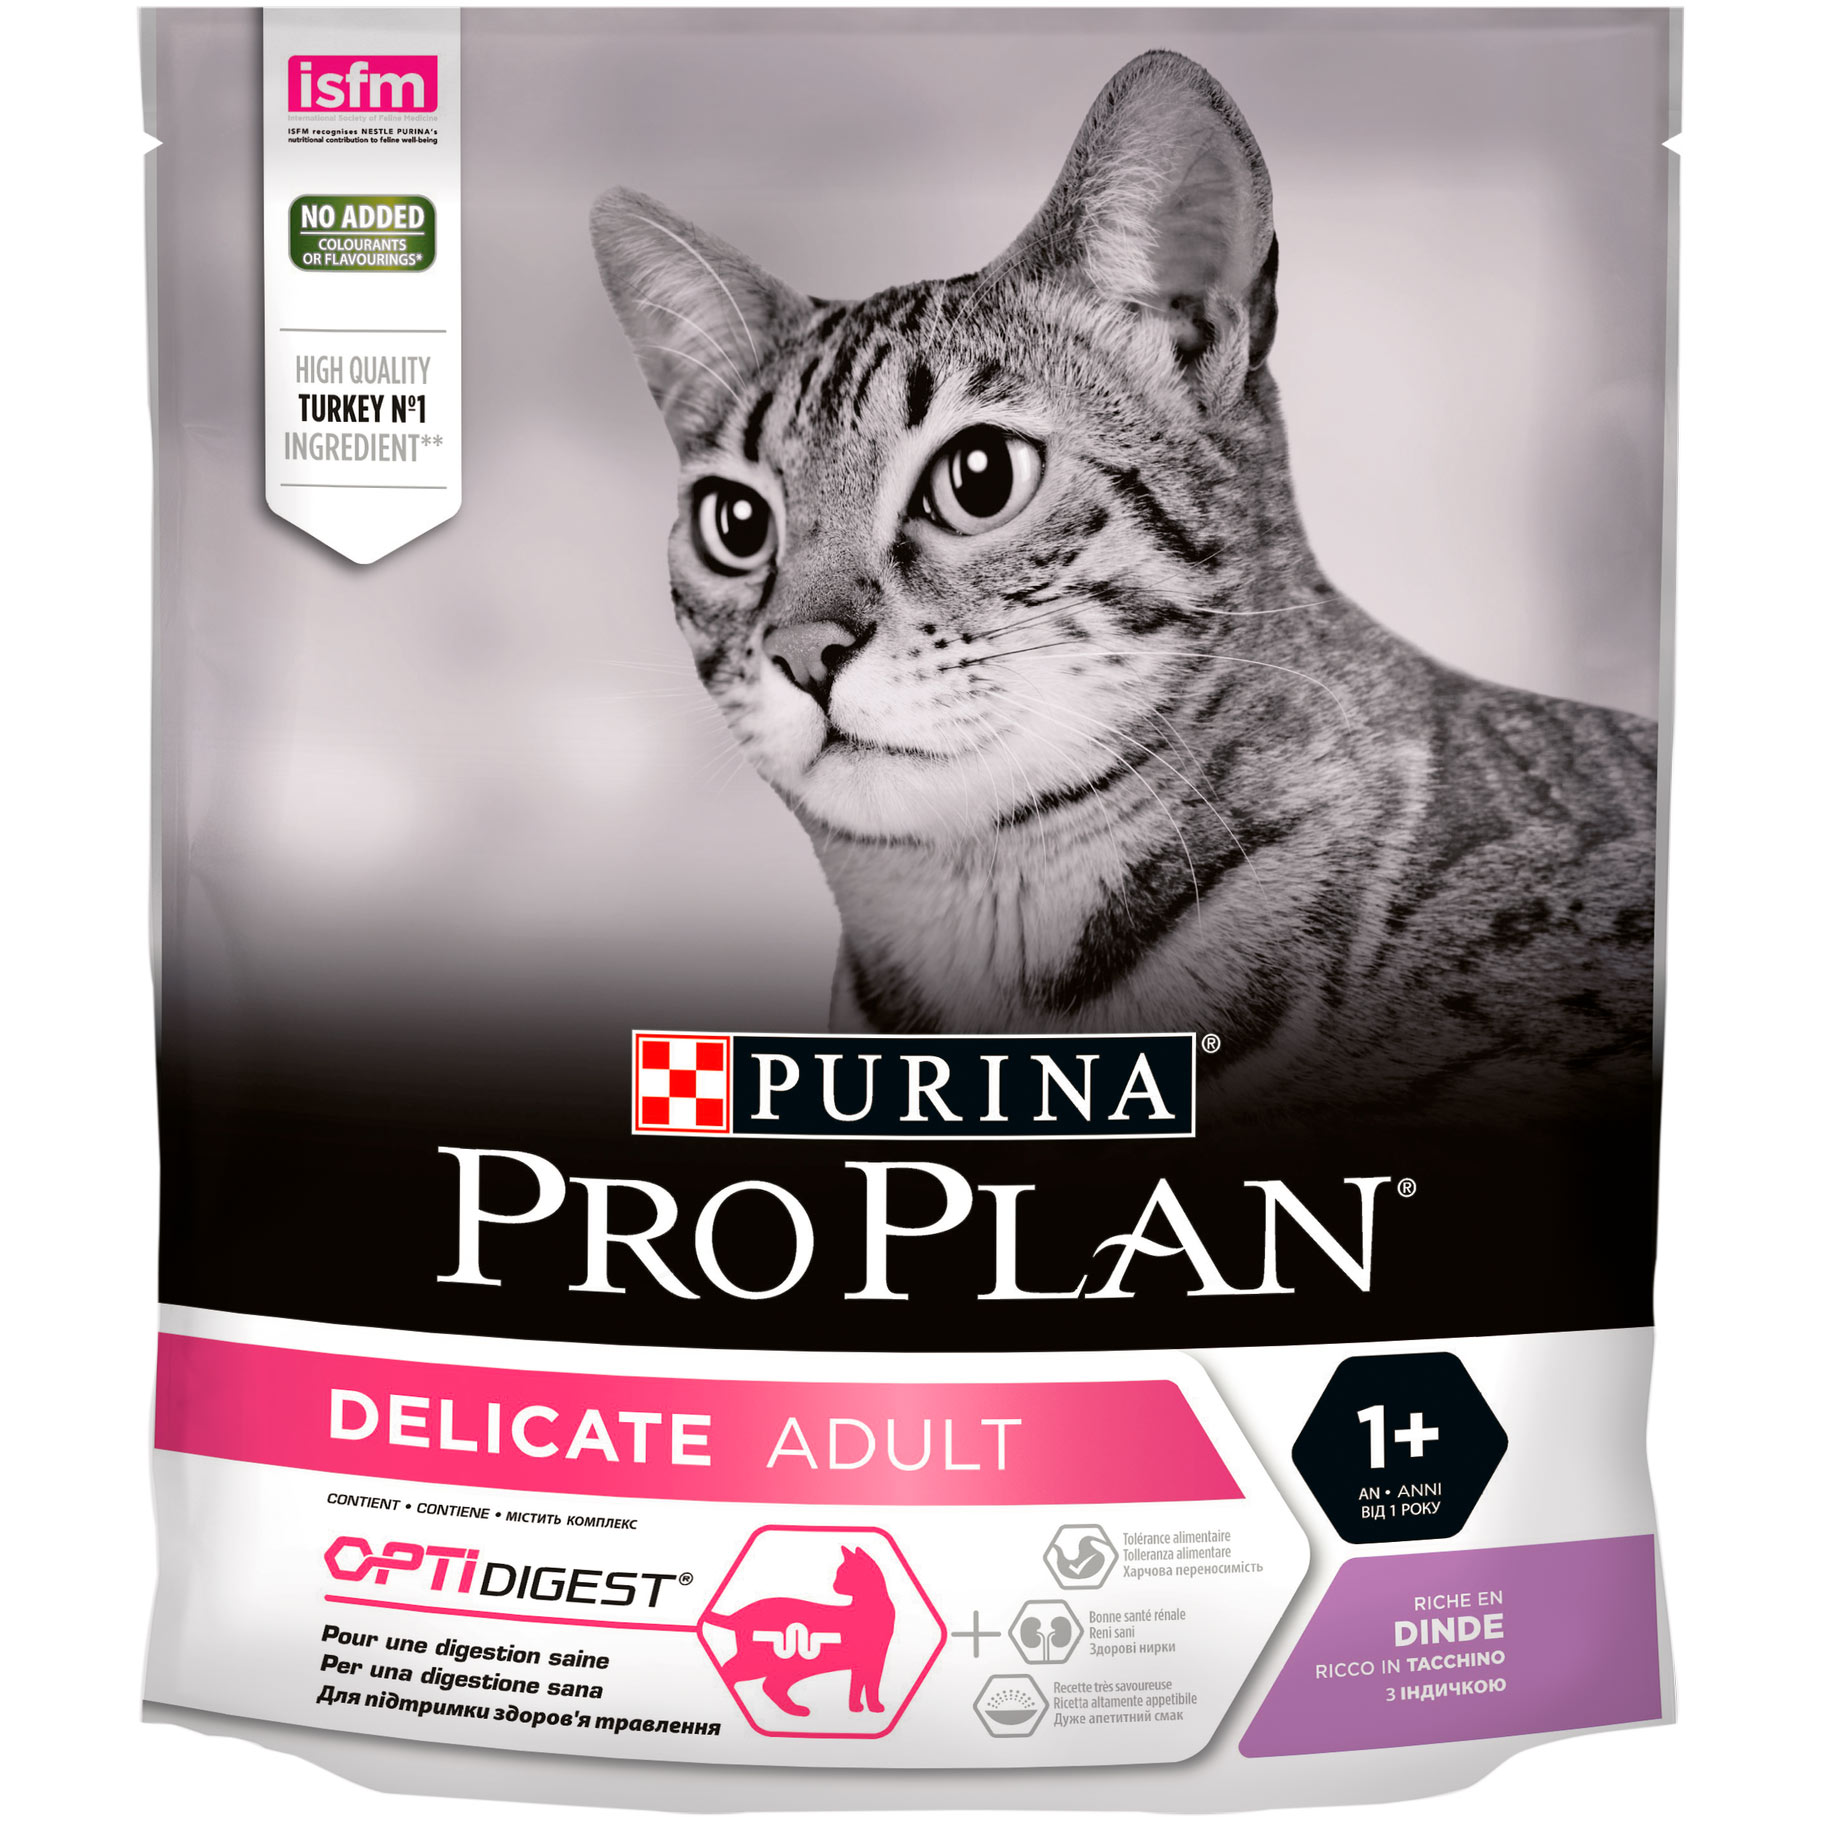 isfm
International Society of Feline Medicine
ISFM recognises NESTLE PURINA's
nutritional contribution to feline well-being
NO ADDED
COLOURANTS
OR FLAVOURINGS*
HIGH QUALITY
TURKEY Nº1
INGREDIENT**
PURINA®
PRO PLAN®
DELICATE ADULT
1+
AN • ANNI
ВІД 1 РОКУ
CONTIENT • CONTIENE • МІСТИТЬ КОМПЛЕКС
OPTIDIGEST®
Pour une digestion saine
Per una digestione sana
Для підтримки здоров'я травлення
+
Tolérance alimentaire
Tolleranza alimentare
Харчова переносимість
Bonne santé rénale
Reni sani
Здорові нирки
Recette très savoureuse
Ricetta altamente appetibile
Дуже апетитний смак
RICHE EN
DINDE
RICCO IN TACCHINO
З ІНДИЧКОЮ